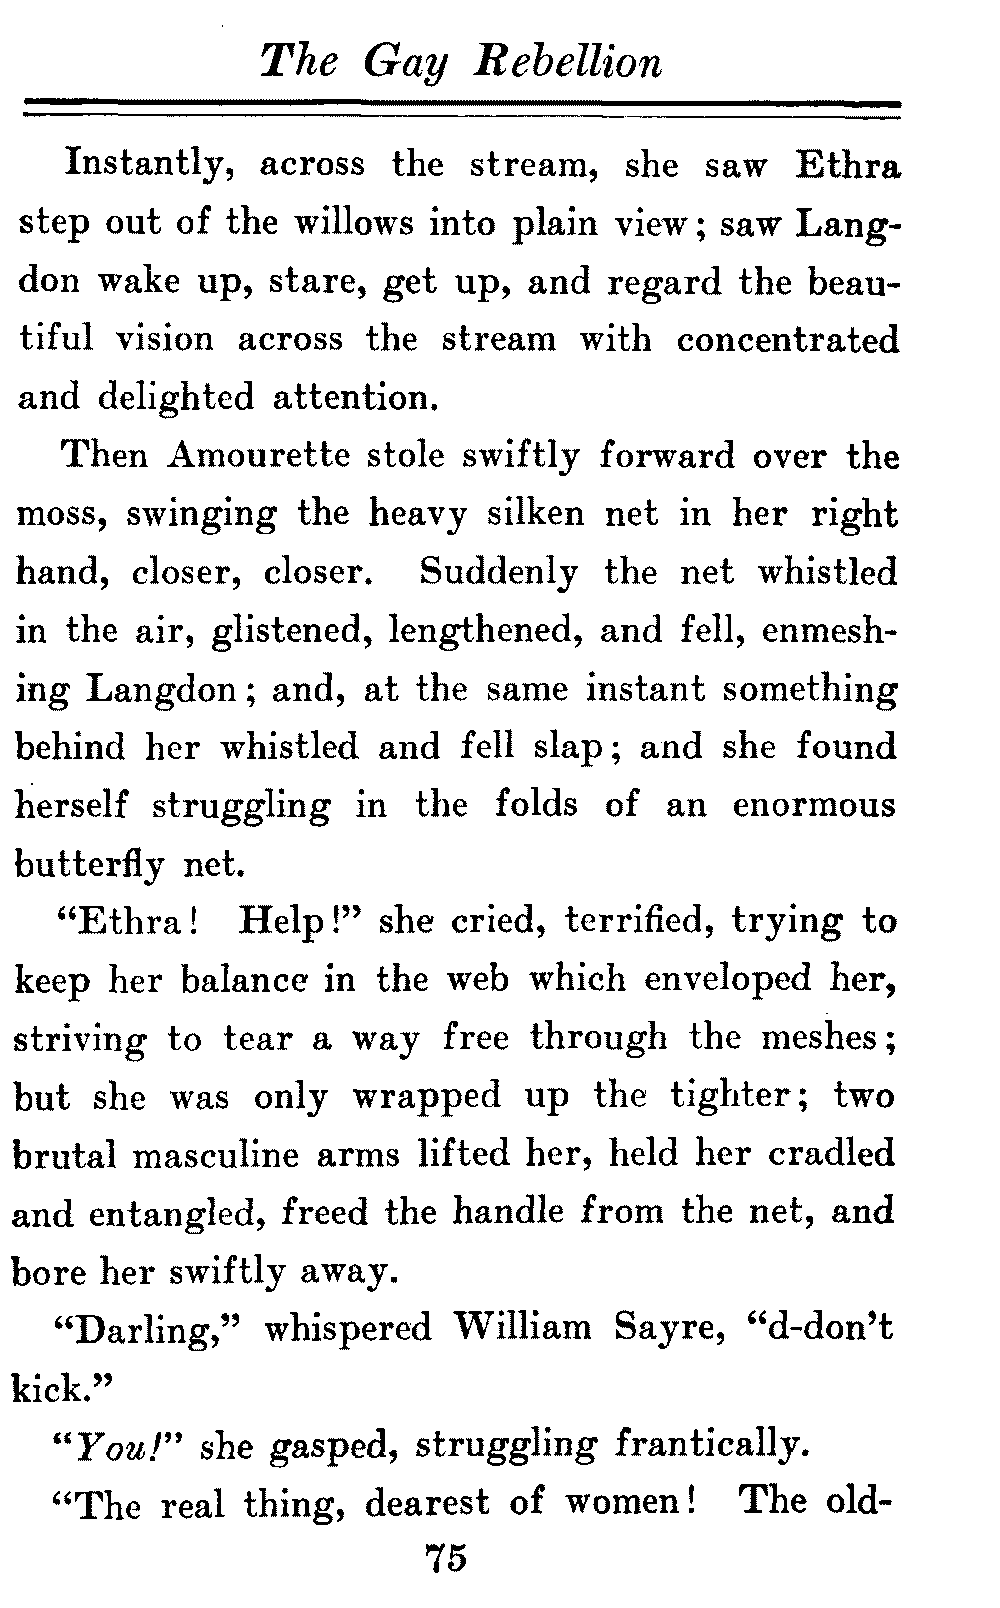 The Gay Rebellion
Instantly, across the stream, she saw Ethra
step out of the willows into plain view; saw Lang-
don wake up, stare, get up, and regard the beau-
tiful vision across the stream with concentrated
and delighted attention.
Then Amourette stole swiftly forward over the
moss, swinging the heavy silken net in her right
hand, closer, closer. Suddenly the net whistled
in the air, glistened, lengthened, and fell, enmesh-
ing Langdon; and, at the same instant something
behind her whistled and fell slap; and she found
herself struggling in the folds of an enormous
butterfly net.
“Ethra! Help!” she cried, terrified, trying to
keep her balance in the web which enveloped her,
striving to tear a way free through the meshes;
but she was only wrapped up the tighter; two
brutal masculine arms lifted her, held her cradled
and entangled, freed the handle from the net, and
bore her swiftly away.
“Darling,” whispered William Sayre, “d-don’t
kick.”
“You!” she gasped, struggling frantically.
“The real thing, dearest of women! The old-
75